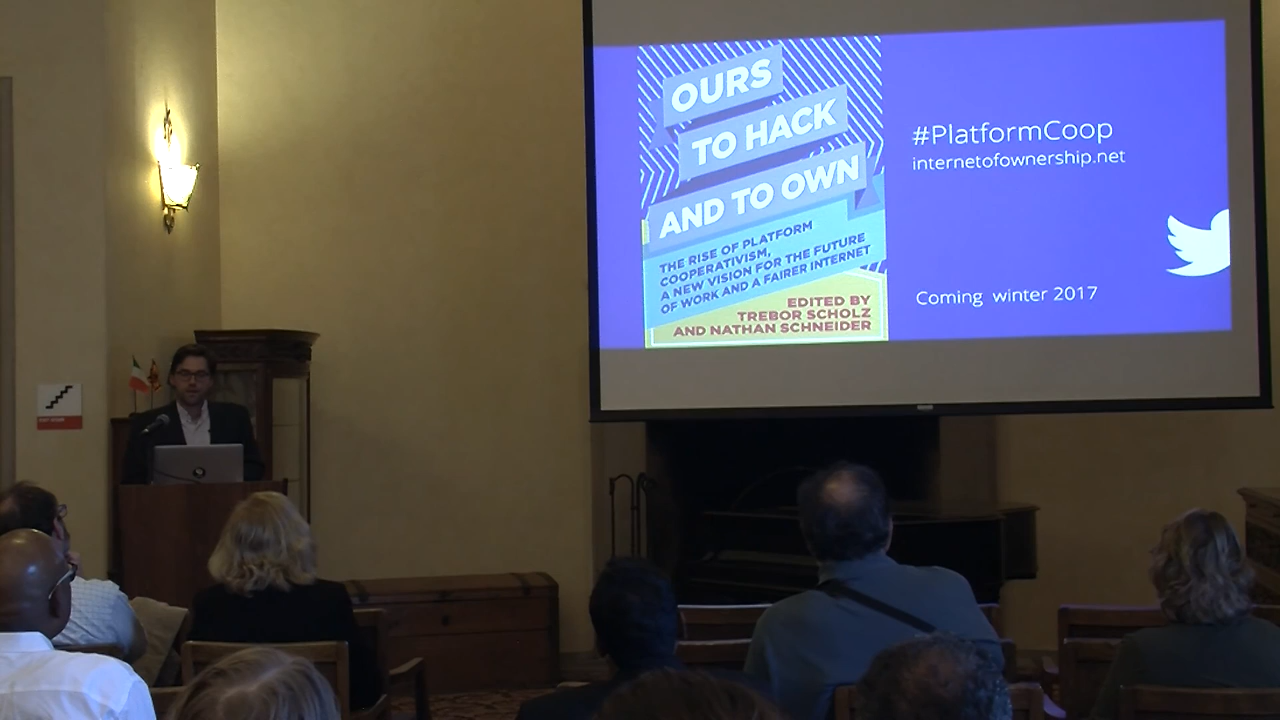 OURS
TO HACK
AND TO OWN
THE RISE OF PLATFORM
COOPERATIVISM,
A NEW VISION FOR THE FUTURE
OF WORK AND A FAIRER INTERNET
EDITED BY
TREBOR SCHOLZ
AND NATHAN SCHNEIDER
#PlatformCoop
internetofownership.net
Coming winter 2017